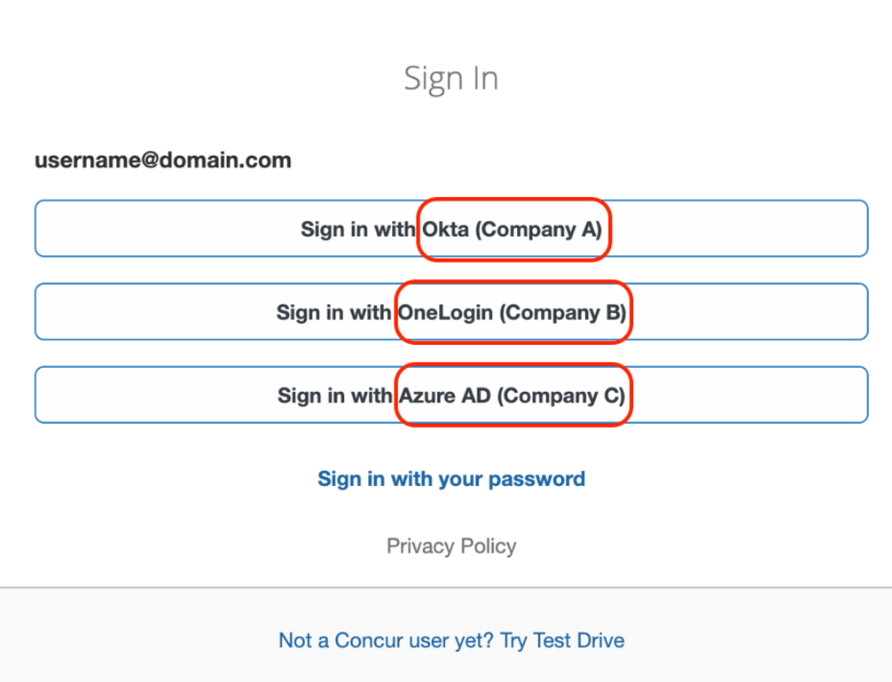 Sign In
username@domain.com
Sign in with Okta (Company A)
Sign in with OneLogin (Company B)
Sign in with Azure AD (Company C)
Sign in with your password
Privacy Policy
Not a Concur user yet? Try Test Drive